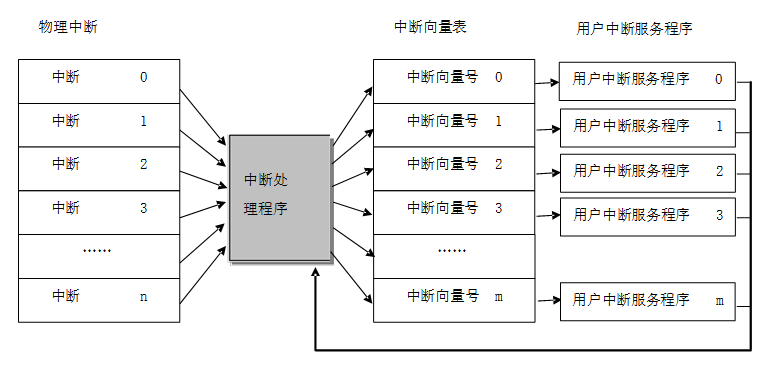 物理中断
中断 0
中断 1
中断 2
中断 3
……
中断 n
中断处
理程序
中断向量表
中断向量号 0
中断向量号 1
中断向量号 2
中断向量号 3
……
中断向量号 m
用户中断服务程序
用户中断服务程序 0
用户中断服务程序 1
用户中断服务程序 2
用户中断服务程序 3
用户中断服务程序 m